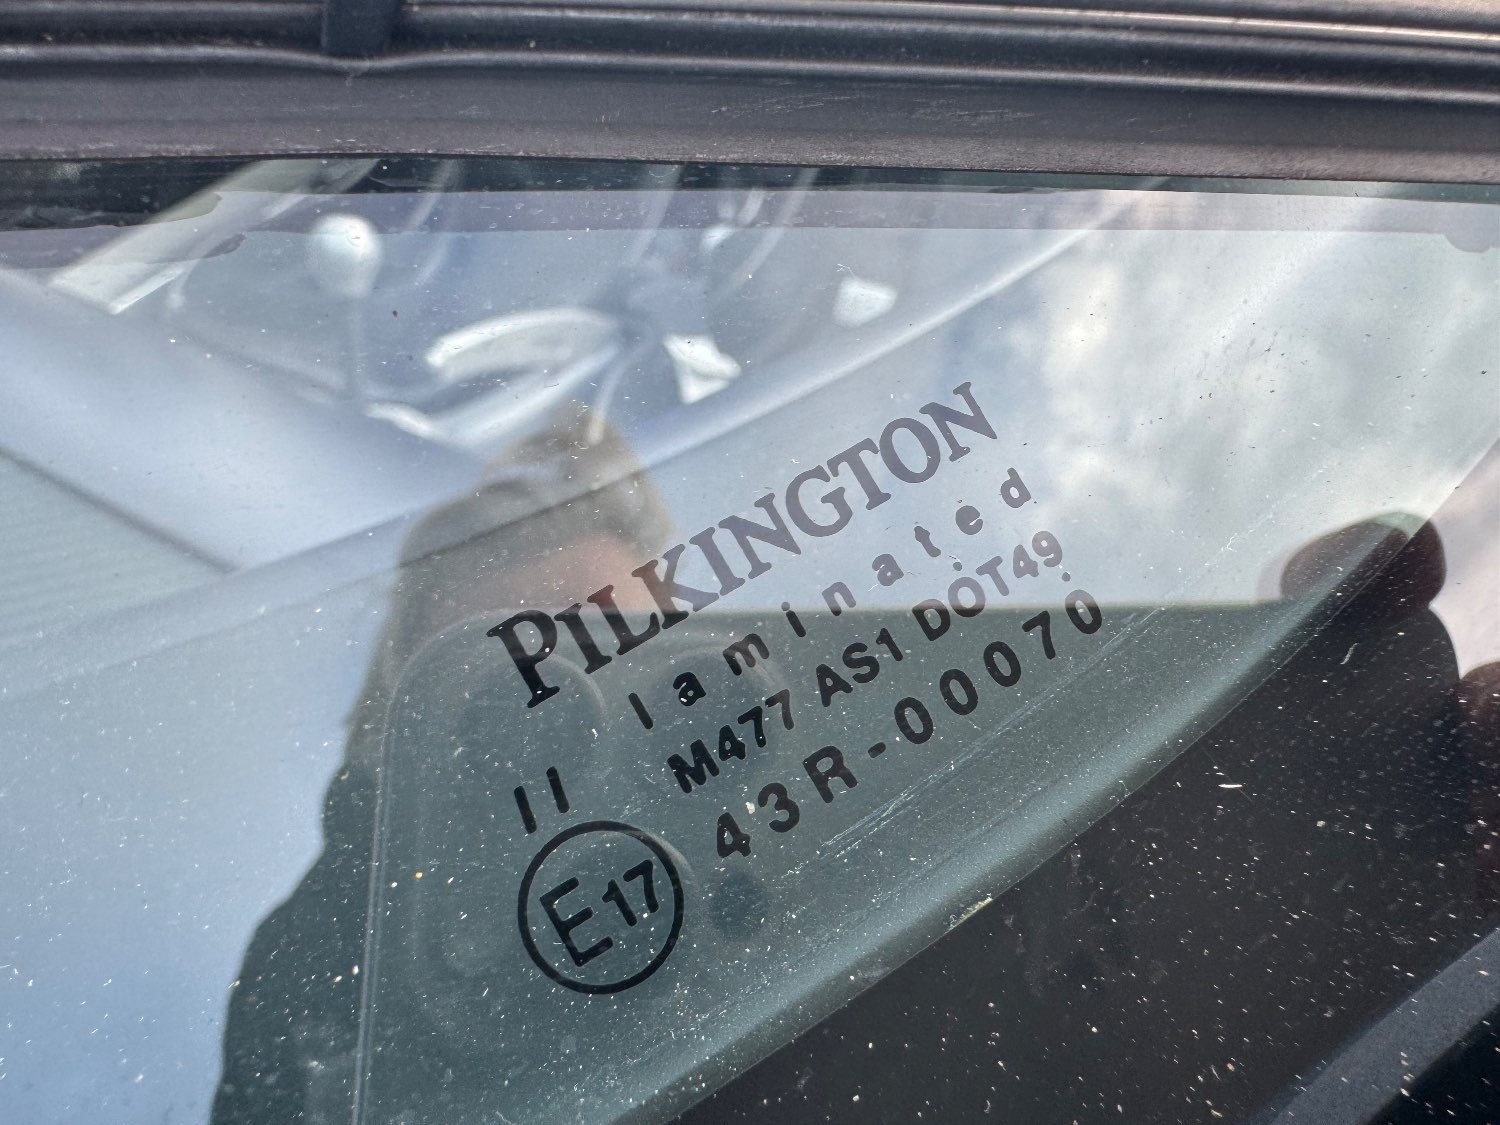 PILKINGTON
laminated
II M477 AS1 DOT49
E17 43R-00070